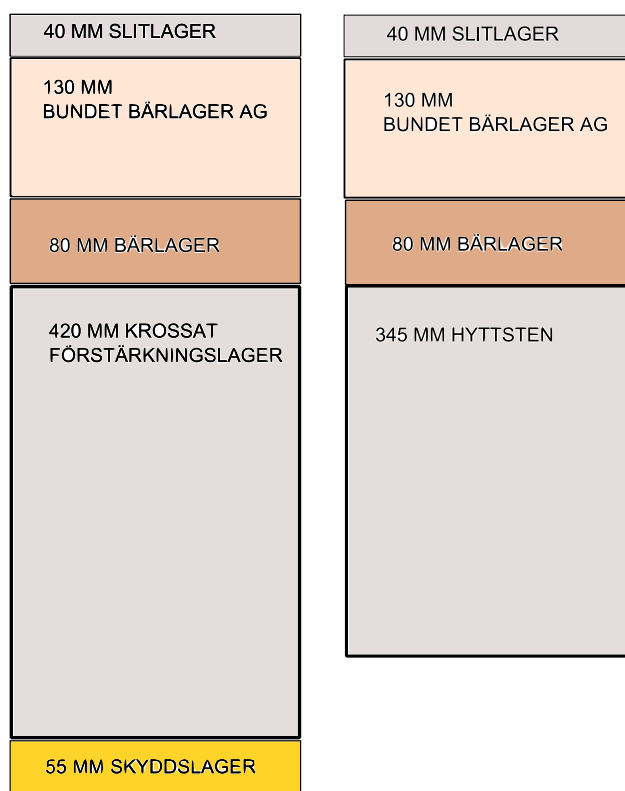 40 MM SLITLAGER
130 MM
BUNDET BÄRLAGER AG
80 MM BÄRLAGER
420 MM KROSSAT
FÖRSTÄRKNINGSLAGER
55 MM SKYDDSLAGER
40 MM SLITLAGER
130 MM
BUNDET BÄRLAGER AG
80 MM BÄRLAGER
345 MM HYTTSTEN